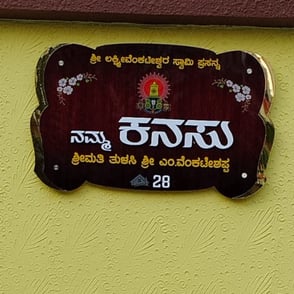 ಶ್ರೀ ಲಕ್ಷ್ಮೀವೆಂಕಟೇಶ್ವರ ಸ್ವಾಮಿ ಪ್ರಸನ್ನ
ನಮ್ಮ ಕನಸು
ಶ್ರೀಮತಿ ತುಳಸಿ ಶ್ರೀ ಎಂ.ವೆಂಕಟೇಶಪ್ಪ
28